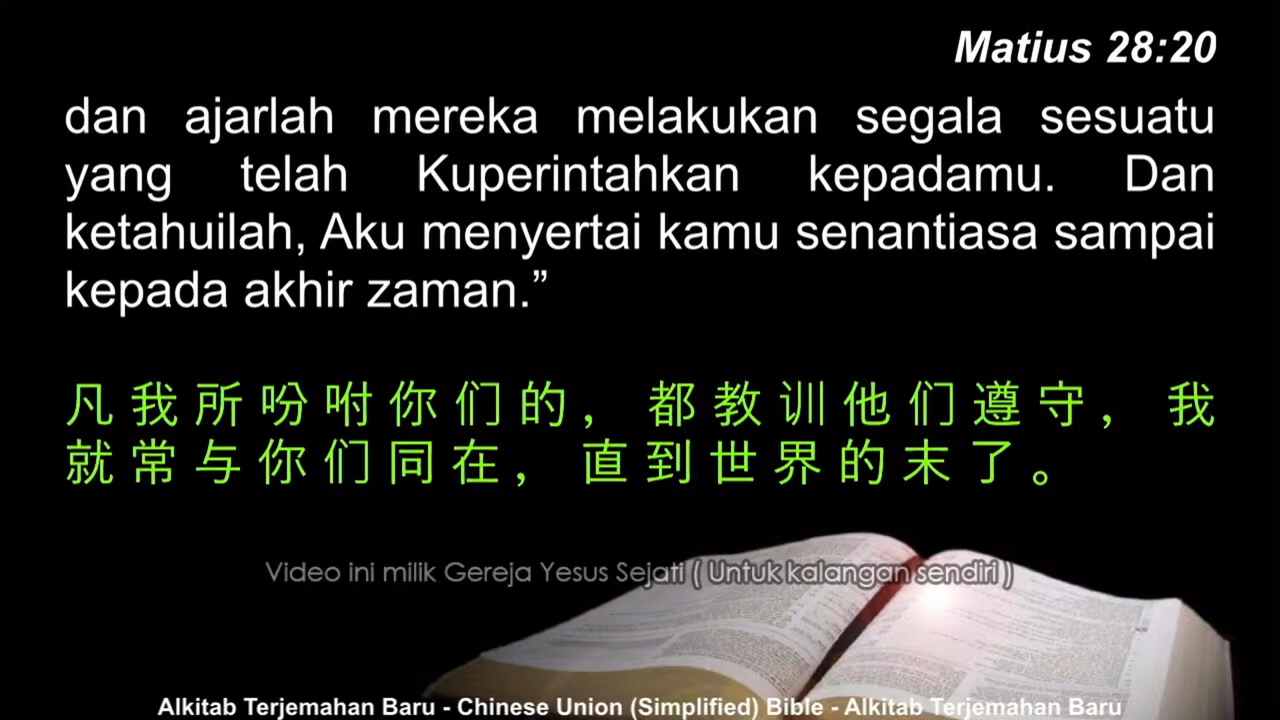 Matius 28:20
dan ajarlah mereka melakukan segala sesuatu
yang telah Kuperintahkan kepadamu. Dan
ketahuilah, Aku menyertai kamu senantiasa sampai
kepada akhir zaman.”
凡我所吩咐你们的，都教训他们遵守，我
就常与你们同在，直到世界的末了。
Video ini milik Gereja Yesus Sejati ( Untuk kalangan sendiri )
Alkitab Terjemahan Baru - Chinese Union (Simplified) Bible - Alkitab Terjemahan Baru